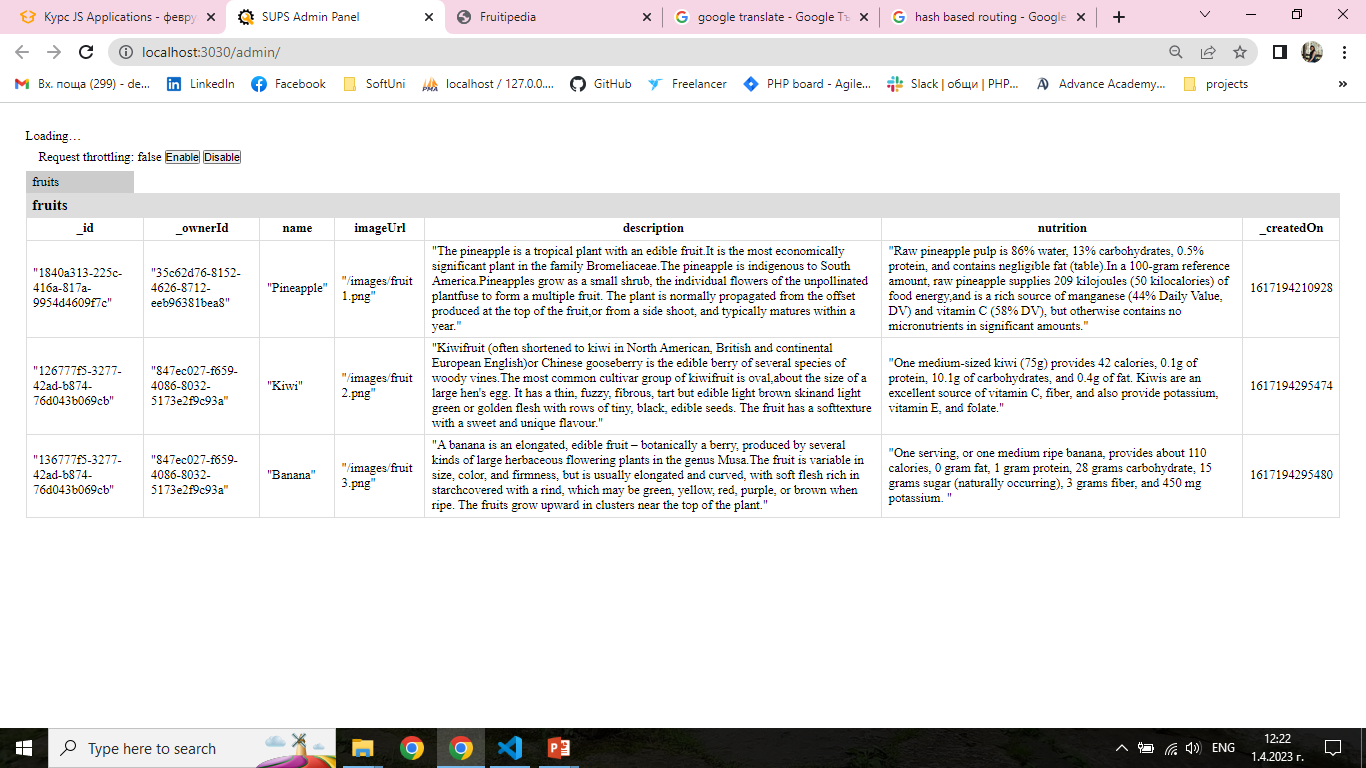 Курс JS Applications - февру
SUPS Admin Panel
Fruitipedia
google translate - Google Тъ
hash based routing - Google
localhost:3030/admin/
Вх. поща (299) - de...
LinkedIn
Facebook
SoftUni
localhost / 127.0.0....
GitHub
Freelancer
PHP board - Agile...
Slack | общи | PHP...
Advance Academy...
projects
»
Loading…
Request throttling: false Enable Disable
fruits
fruits
_id
_ownerId
name
imageUrl
description
nutrition
_createdOn
"1840a313-225c-
416a-817a-
9954d4609f7c"
"35c62d76-8152-
4626-8712-
eeb96381bea8"
"Pineapple"
"/images/fruit
1.png"
"The pineapple is a tropical plant with an edible fruit.It is the most economically
significant plant in the family Bromeliaceae.The pineapple is indigenous to South
America.Pineapples grow as a small shrub, the individual flowers of the unpollinated
plantfuse to form a multiple fruit. The plant is normally propagated from the offset
produced at the top of the fruit,or from a side shoot, and typically matures within a
year."
"Raw pineapple pulp is 86% water, 13% carbohydrates, 0.5%
protein, and contains negligible fat (table).In a 100-gram reference
amount, raw pineapple supplies 209 kilojoules (50 kilocalories) of
food energy,and is a rich source of manganese (44% Daily Value,
DV) and vitamin C (58% DV), but otherwise contains no
micronutrients in significant amounts."
1617194210928
"126777f5-3277-
42ad-b874-
76d043b069cb"
"847ec027-f659-
4086-8032-
5173e2f9c93a"
"Kiwi"
"/images/fruit
2.png"
"Kiwifruit (often shortened to kiwi in North American, British and continental
European English)or Chinese gooseberry is the edible berry of several species of
woody vines.The most common cultivar group of kiwifruit is oval,about the size of a
large hen's egg. It has a thin, fuzzy, fibrous, tart but edible light brown skinand light
green or golden flesh with rows of tiny, black, edible seeds. The fruit has a softtexture
with a sweet and unique flavour."
"One medium-sized kiwi (75g) provides 42 calories, 0.1g of
protein, 10.1g of carbohydrates, and 0.4g of fat. Kiwis are an
excellent source of vitamin C, fiber, and also provide potassium,
vitamin E, and folate."
1617194295474
"136777f5-3277-
42ad-b874-
76d043b069cb"
"847ec027-f659-
4086-8032-
5173e2f9c93a"
"Banana"
"/images/fruit
3.png"
"A banana is an elongated, edible fruit – botanically a berry, produced by several
kinds of large herbaceous flowering plants in the genus Musa.The fruit is variable in
size, color, and firmness, but is usually elongated and curved, with soft flesh rich in
starchcovered with a rind, which may be green, yellow, red, purple, or brown when
ripe. The fruits grow upward in clusters near the top of the plant."
"One serving, or one medium ripe banana, provides about 110
calories, 0 gram fat, 1 gram protein, 28 grams carbohydrate, 15
grams sugar (naturally occurring), 3 grams fiber, and 450 mg
potassium. "
1617194295480
Type here to search
ENG
12:22
1.4.2023 г.